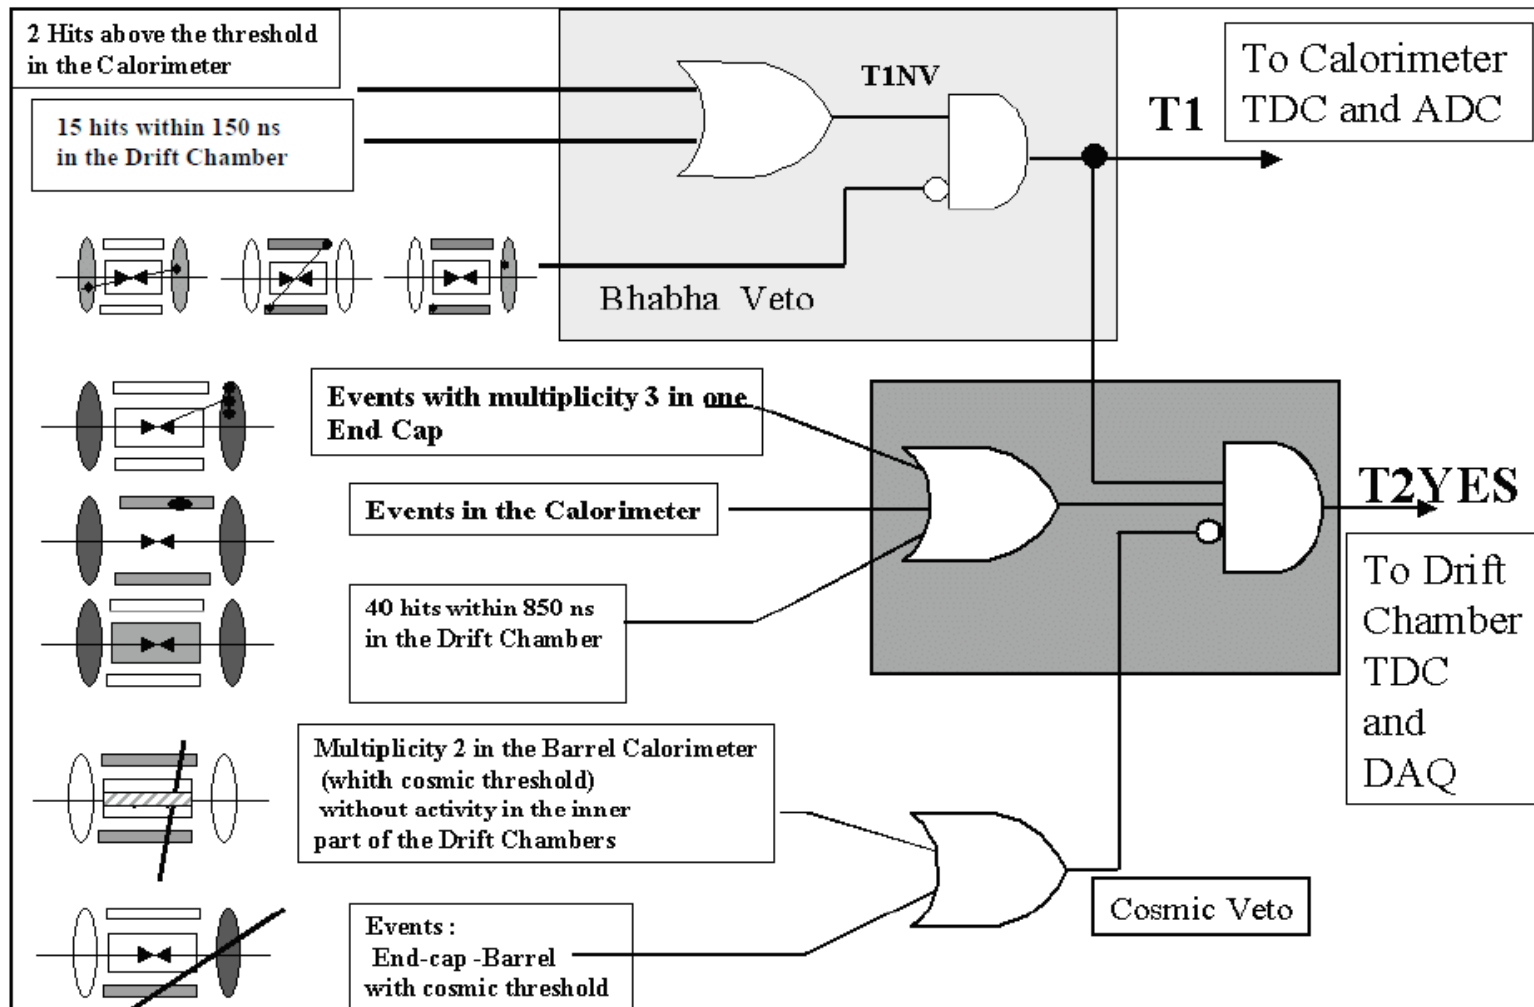 2 Hits above the threshold
in the Calorimeter
15 hits within 150 ns
in the Drift Chamber
T1NV
T1
To Calorimeter
TDC and ADC
Bhabha Veto
Events with multiplicity 3 in one
End Cap
Events in the Calorimeter
40 hits within 850 ns
in the Drift Chamber
T2YES
To Drift
Chamber
TDC
and
DAQ
Multiplicity 2 in the Barrel Calorimeter
(whith cosmic threshold)
without activity in the inner
part of the Drift Chambers
Cosmic Veto
Events :
End-cap -Barrel
with cosmic threshold